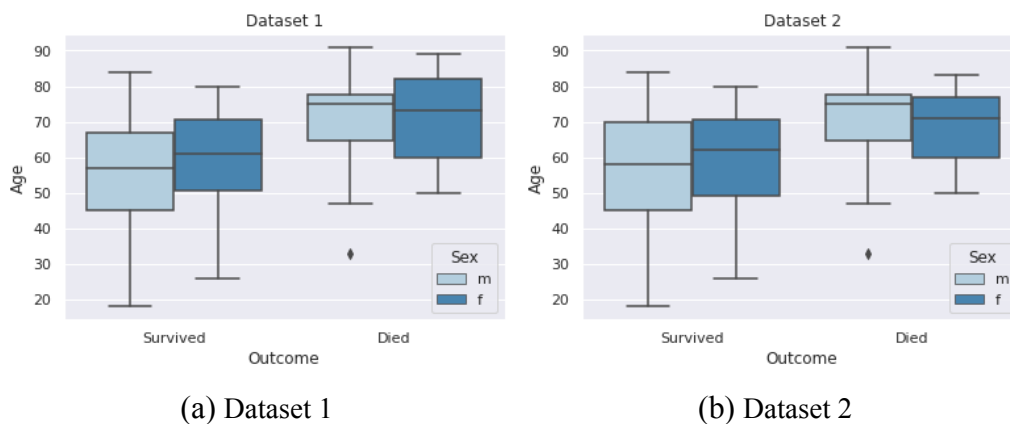 Dataset 1
Age
90
80
70
60
50
40
30
20
Sex
m
f
Survived
Died
Outcome
Dataset 2
Age
90
80
70
60
50
40
30
20
Sex
m
f
Survived
Died
Outcome
(a) Dataset 1
(b) Dataset 2